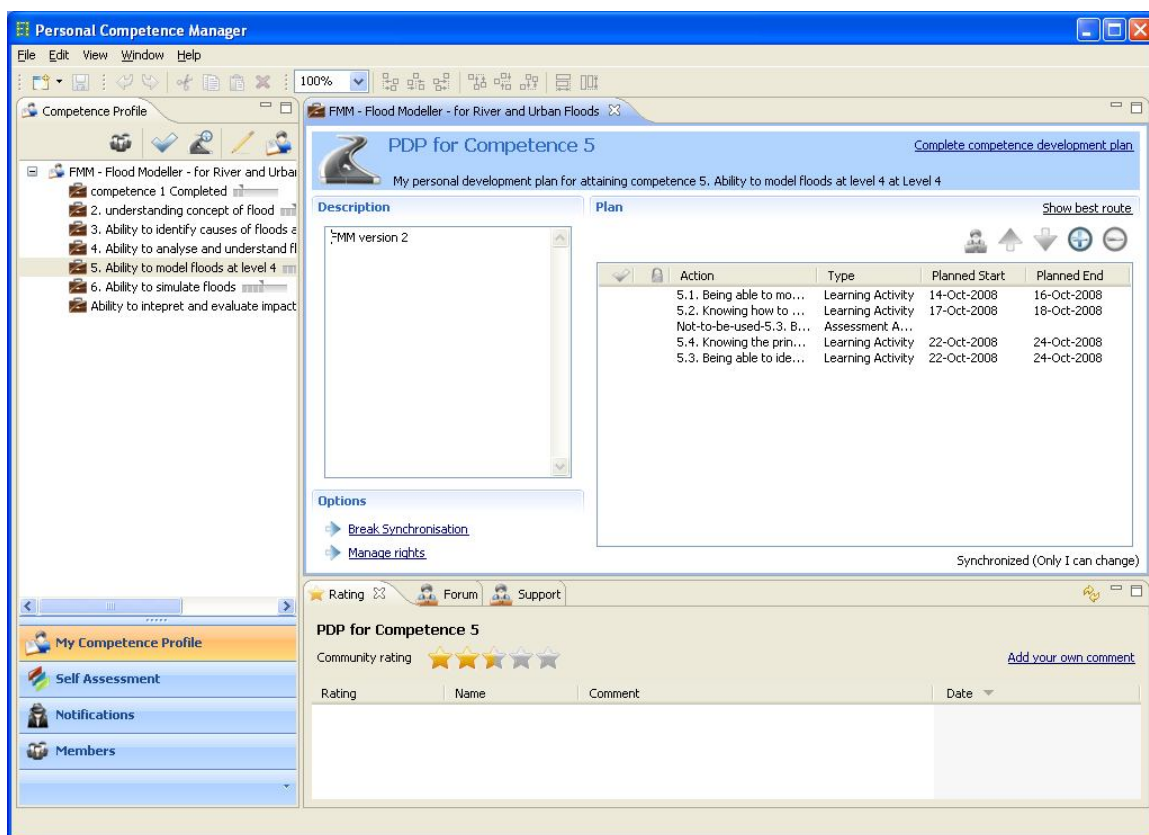 Personal Competence Manager
File Edit View Window Help
100%
Competence Profile
FMM - Flood Modeller - for River and Urbai
competence 1 Completed
2. understanding concept of flood
3. Ability to identify causes of floods a
4. Ability to analyse and understand fl
5. Ability to model floods at level 4
6. Ability to simulate floods
Ability to intepret and evaluate impact
My Competence Profile
Self Assessment
Notifications
Members
FMM - Flood Modeller - for River and Urban Floods
PDP for Competence 5
Complete competence development plan
My personal development plan for attaining competence 5. Ability to model floods at level 4 at Level 4
Description
FMM version 2
Options
Break Synchronisation
Manage rights
Plan
Show best route
Action Type Planned Start Planned End
5.1. Being able to mo... Learning Activity 14-Oct-2008 16-Oct-2008
5.2. Knowing how to ... Learning Activity 17-Oct-2008 18-Oct-2008
Not-to-be-used-5.3. B... Assessment A...
5.4. Knowing the prin... Learning Activity 22-Oct-2008 24-Oct-2008
5.3. Being able to ide... Learning Activity 22-Oct-2008 24-Oct-2008
Synchronized (Only I can change)
Rating Forum Support
PDP for Competence 5
Community rating
Add your own comment
Rating Name Comment Date